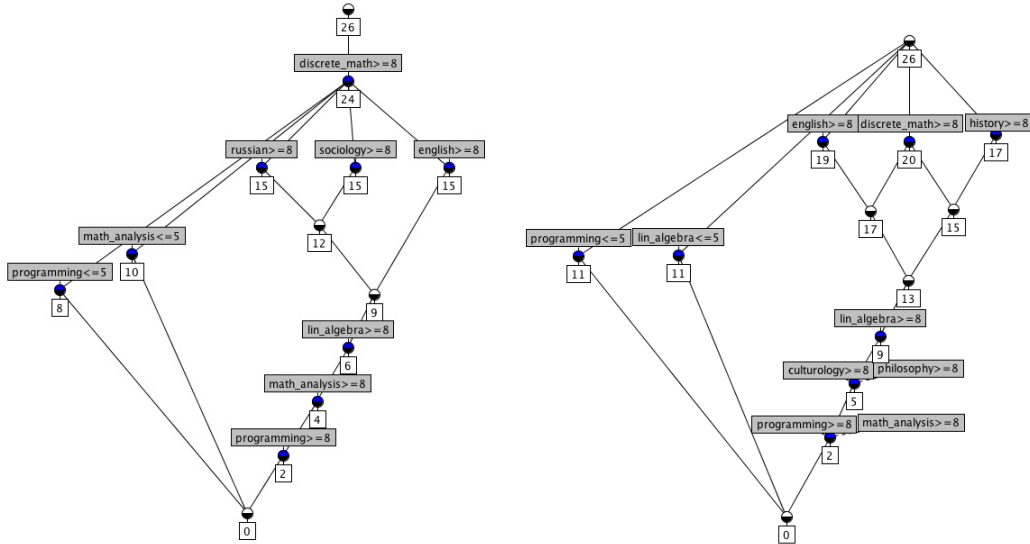 26
discrete_math>=8
24
russian>=8
sociology>=8
english>=8
15
15
15
12
math_analysis<=5
10
programming<=5
8
9
lin_algebra>=8
6
math_analysis>=8
4
programming>=8
2
0
26
english>=8
discrete_math>=8
history>=8
19
20
17
17
15
programming<=5
lin_algebra<=5
11
11
13
lin_algebra>=8
9
culturology>=8
philosophy>=8
5
programming>=8
math_analysis>=8
2
0